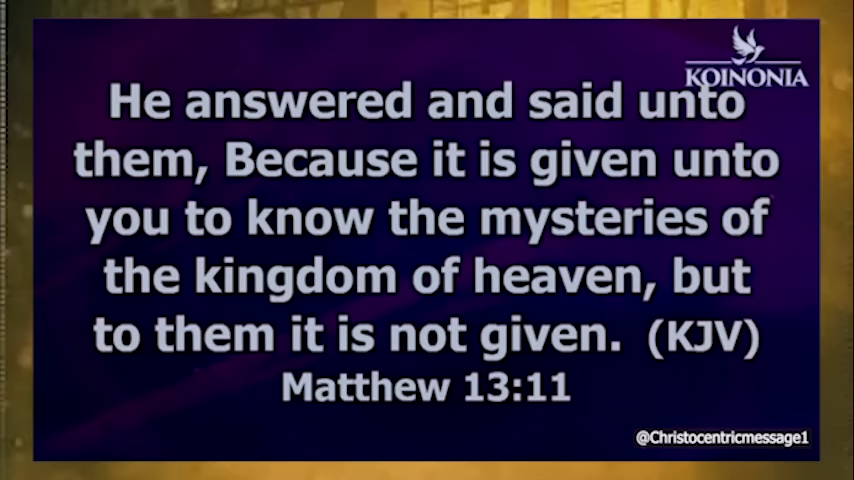 KOINONIA
He answered and said unto
them, Because it is given unto
you to know the mysteries of
the kingdom of heaven, but
to them it is not given. (KJV)
Matthew 13:11
@Christocentricmessage1